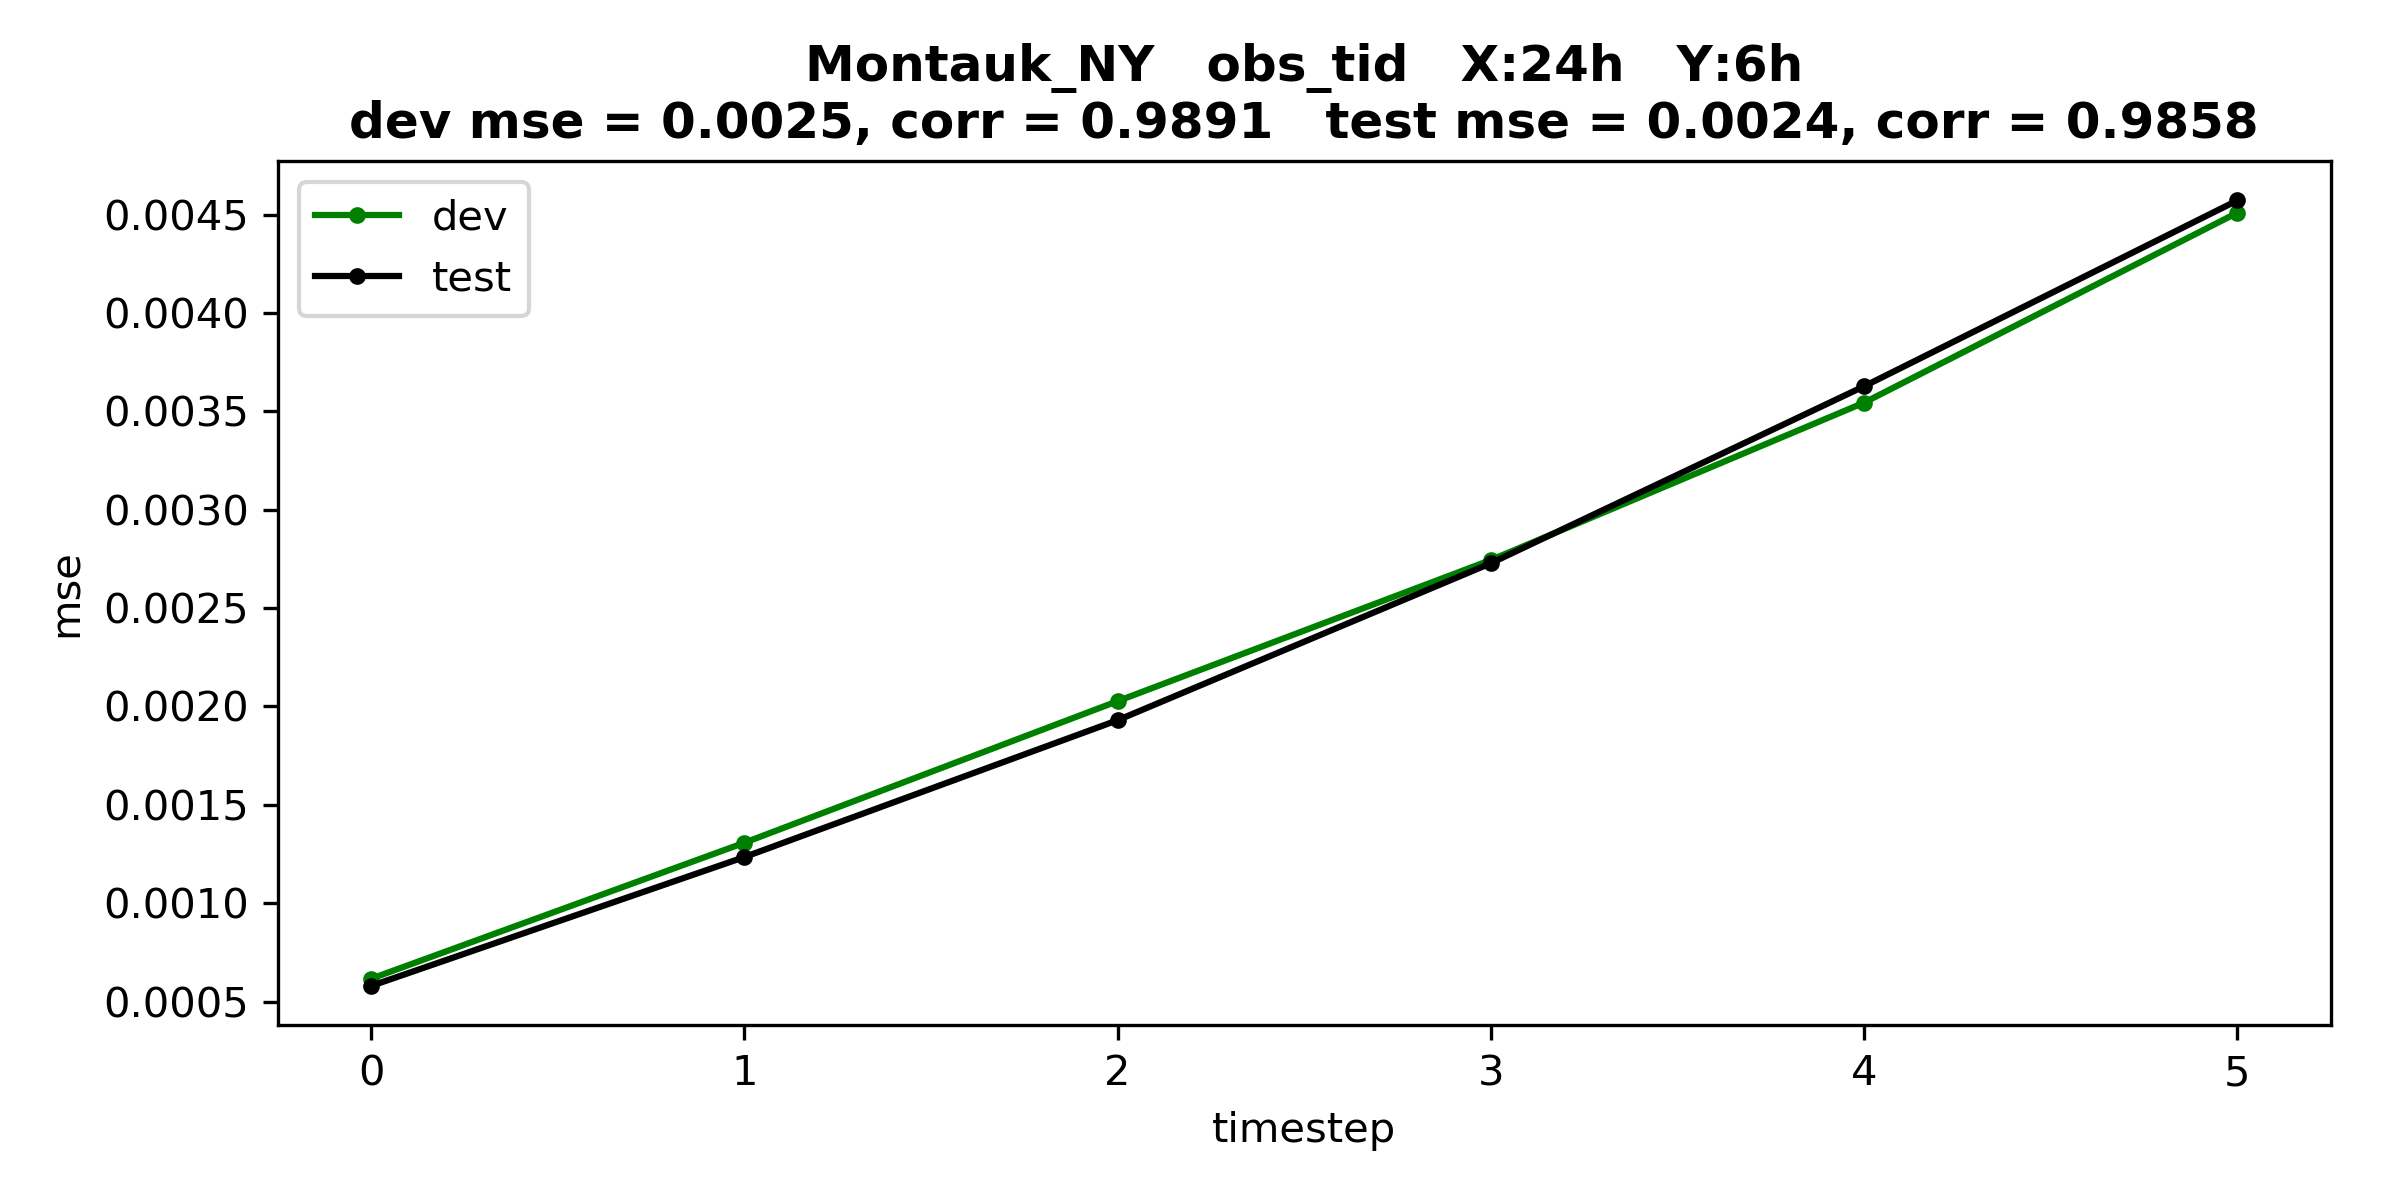 Montauk_NY   obs_tid   X:24h   Y:6h
dev mse = 0.0025, corr = 0.9891   test mse = 0.0024, corr = 0.9858
dev
test
0.0045
0.0040
0.0035
0.0030
0.0025
0.0020
0.0015
0.0010
0.0005
mse
0 1 2 3 4 5
timestep